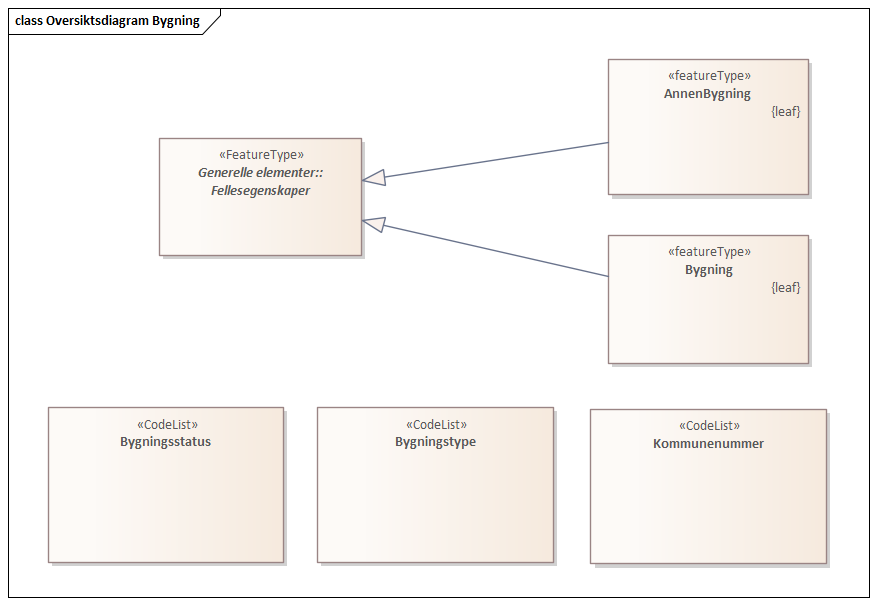 class Oversiktsdiagram Bygning
«featureType»
AnnenBygning
{leaf}
«FeatureType»
Generelle elementer::
Fellesegenskaper
«featureType»
Bygning
{leaf}
«CodeList»
Bygningsstatus
«CodeList»
Bygningstype
«CodeList»
Kommunenummer